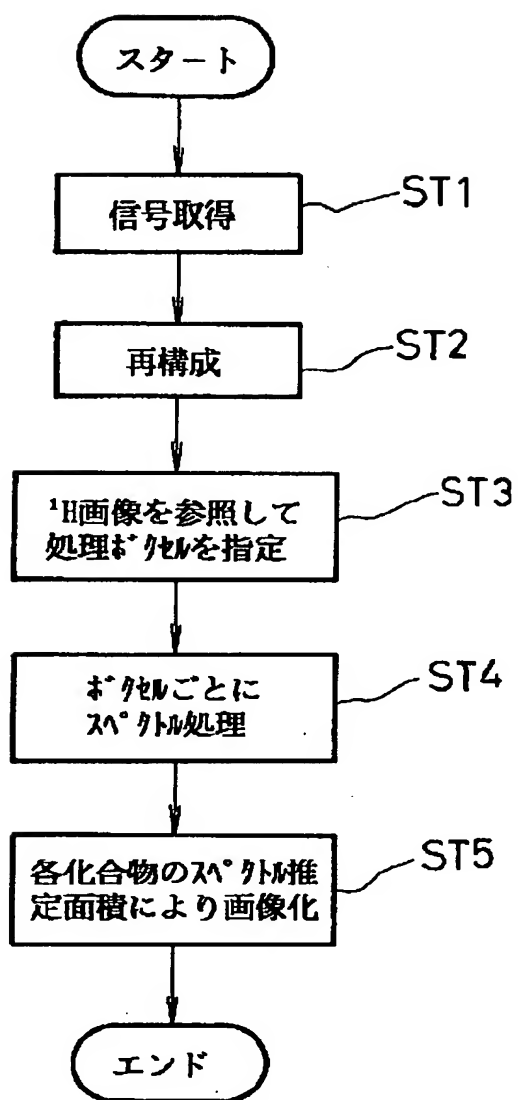 スタート
信号取得
ST1
再構成
ST2
¹H画像を参照して
処理ﾎﾞｸｾﾙを指定
ST3
ﾎﾞｸｾﾙごとに
ｽﾍﾟｸﾄﾙ処理
ST4
各化合物のｽﾍﾟｸﾄﾙ推
定面積により画像化
ST5
エンド